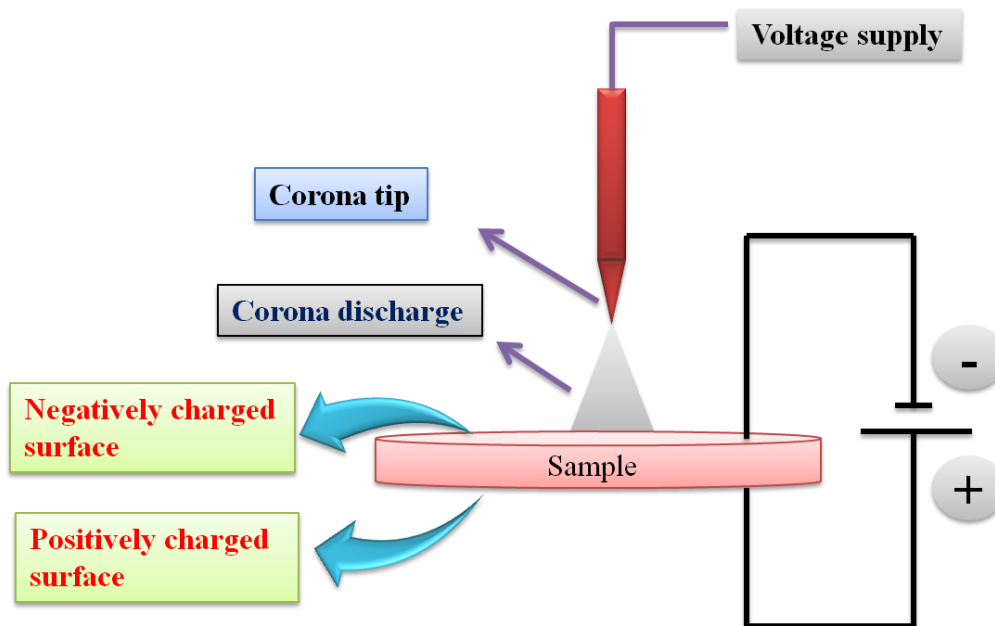 Voltage supply
Corona tip
Corona discharge
Negatively charged
surface
Sample
Positively charged
surface
-
+